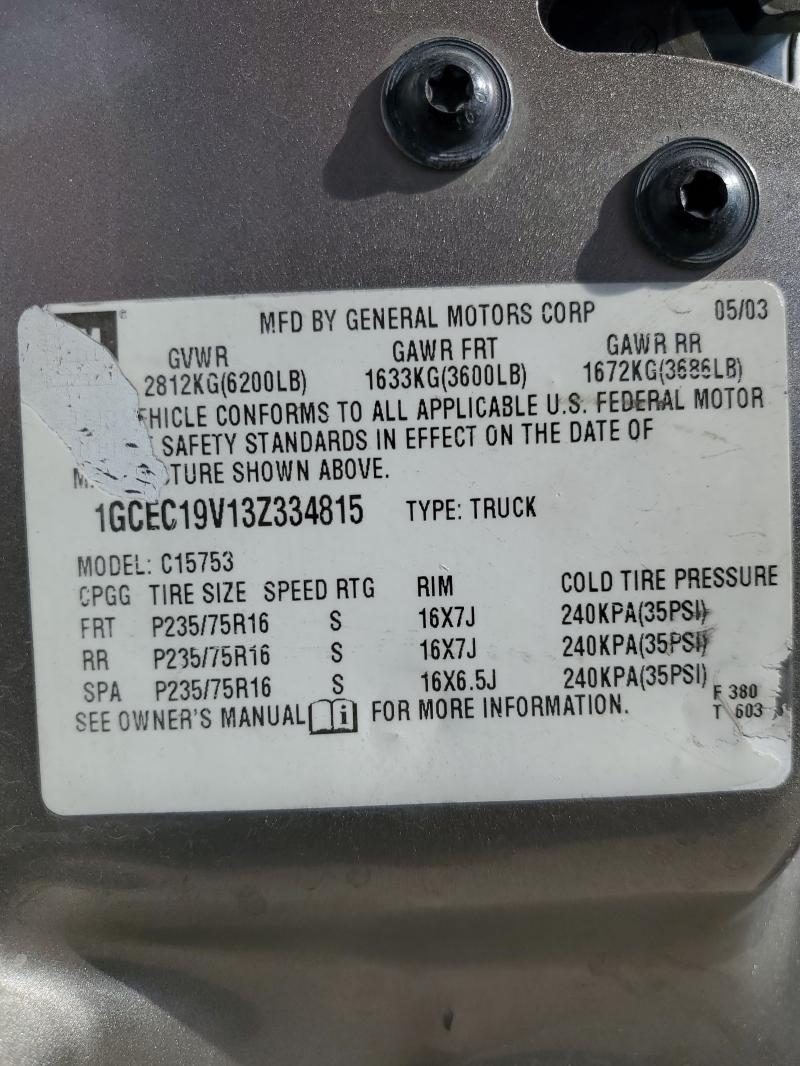 MFD BY GENERAL MOTORS CORP 05/03
GVWR GAWR FRT GAWR RR
2812KG(6200LB) 1633KG(3600LB) 1672KG(3686LB)
EHICLE CONFORMS TO ALL APPLICABLE U.S. FEDERAL MOTOR
SAFETY STANDARDS IN EFFECT ON THE DATE OF
TURE SHOWN ABOVE.
1GCEC19V13Z334815 TYPE: TRUCK
MODEL: C15753
CPGG TIRE SIZE SPEED RTG RIM COLD TIRE PRESSURE
FRT P235/75R16 S 16X7J 240KPA(35PSI)
RR P235/75R16 S 16X7J 240KPA(35PSI)
SPA P235/75R16 S 16X6.5J 240KPA(35PSI)
F 380
SEE OWNER'S MANUAL i FOR MORE INFORMATION.
T 603